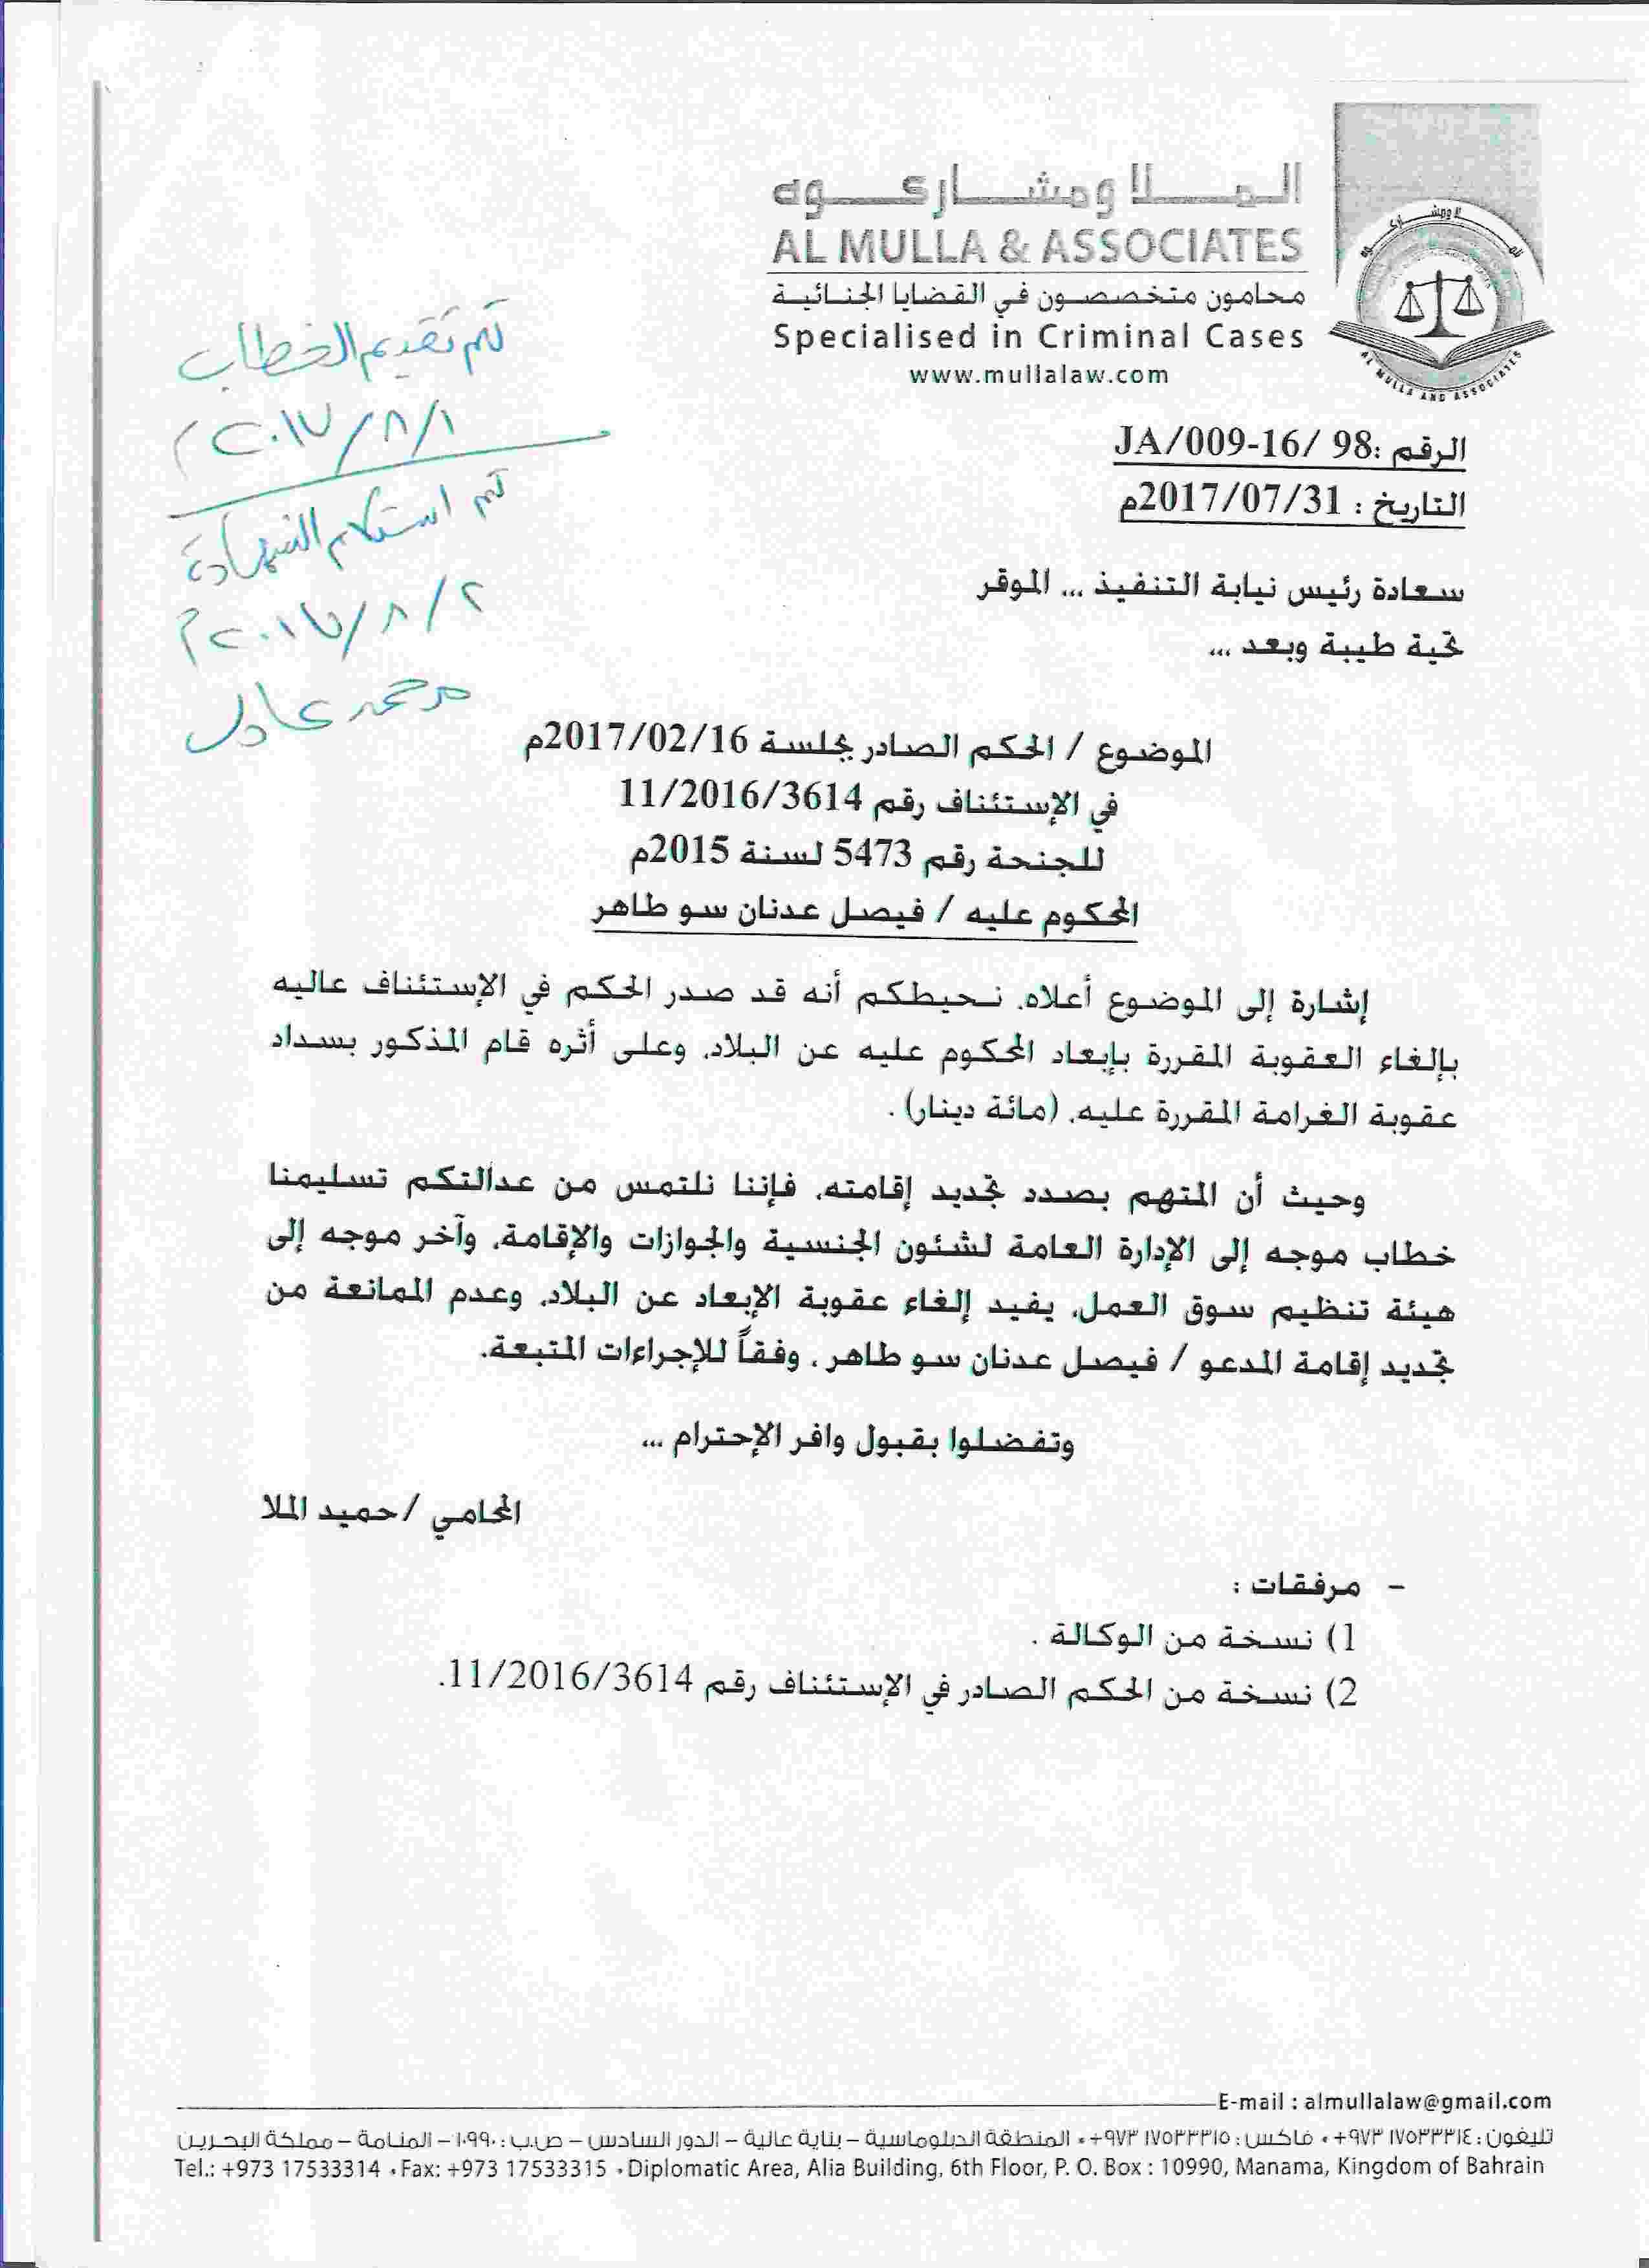 المـلا ومشـاركـوه
AL MULLA & ASSOCIATES
محامون متخصصون في القضايا الجنائية
Specialised in Criminal Cases
www.mullalaw.com
المـلا ومشـاركـوه
AL MULLA AND ASSOCIATES
تم تقديم الخطاب
٢٠١٧/٨/١م
تم استلام الشهادة
٢٠١٧/٨/٢م
محمد عادل
الرقم :JA/009-16/ 98
التاريخ : 2017/07/31م
سعادة رئيس نيابة التنفيذ ... الموقر
تحية طيبة وبعد ...
الموضوع / الحكم الصادر بجلسة 2017/02/16م
في الإستئناف رقم 11/2016/3614
للجنحة رقم 5473 لسنة 2015م
المحكوم عليه / فيصل عدنان سو طاهر
إشارة إلى الموضوع أعلاه، نحيطكم أنه قد صدر الحكم في الإستئناف عاليه
بإلغاء العقوبة المقررة بإبعاد المحكوم عليه عن البلاد، وعلى أثره قام المذكور بسداد
عقوبة الغرامة المقررة عليه، (مائة دينار) .
وحيث أن المتهم بصدد تجديد إقامته، فإننا نلتمس من عدالتكم تسليمنا
خطاب موجه إلى الإدارة العامة لشئون الجنسية والجوازات والإقامة، وآخر موجه إلى
هيئة تنظيم سوق العمل، يفيد إلغاء عقوبة الإبعاد عن البلاد، وعدم الممانعة من
تجديد إقامة المدعو / فيصل عدنان سو طاهر ، وفقاً للإجراءات المتبعة.
وتفضلوا بقبول وافر الإحترام ...
المحامي /حميد الملا
- مرفقات :
1) نسخة من الوكالة .
2) نسخة من الحكم الصادر في الإستئناف رقم 11/2016/3614.
E-mail : almullalaw@gmail.com
تليفون : ١٧٥٣٣٣١٤ ٩٧٣+ • فاكس : ١٧٥٣٣٣١٥ ٩٧٣+ • المنطقة الدبلوماسية – بناية عالية – الدور السادس – ص.ب : ١٠٩٩٠ – المنامة – مملكة البحرين
Tel.: +973 17533314 • Fax: +973 17533315 • Diplomatic Area, Alia Building, 6th Floor, P. O. Box : 10990, Manama, Kingdom of Bahrain